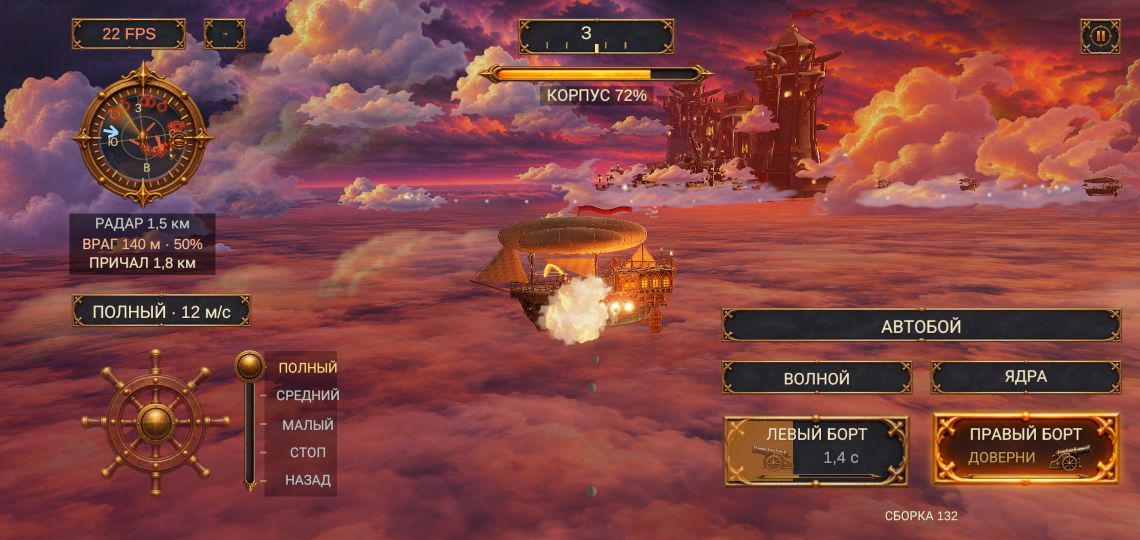 22 FPS
3
КОРПУС 72%
З
Ю
В
РАДАР 1,5 км
ВРАГ 140 м · 50%
ПРИЧАЛ 1,8 км
ПОЛНЫЙ · 12 м/с
ПОЛНЫЙ
СРЕДНИЙ
МАЛЫЙ
СТОП
НАЗАД
АВТОБОЙ
ВОЛНОЙ
ЯДРА
ЛЕВЫЙ БОРТ
1,4 с
ПРАВЫЙ БОРТ
ДОВЕРНИ
СБОРКА 132